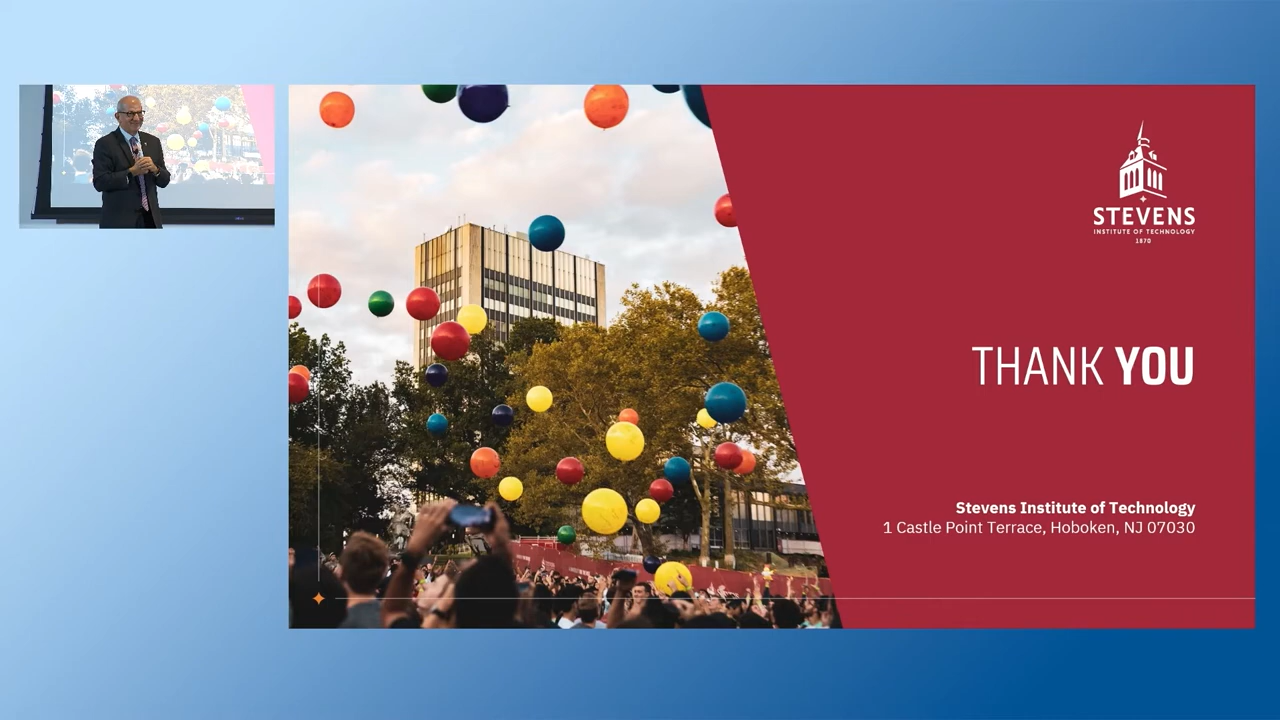 STEVENS
INSTITUTE OF TECHNOLOGY
1870
THANK YOU
Stevens Institute of Technology
1 Castle Point Terrace, Hoboken, NJ 07030